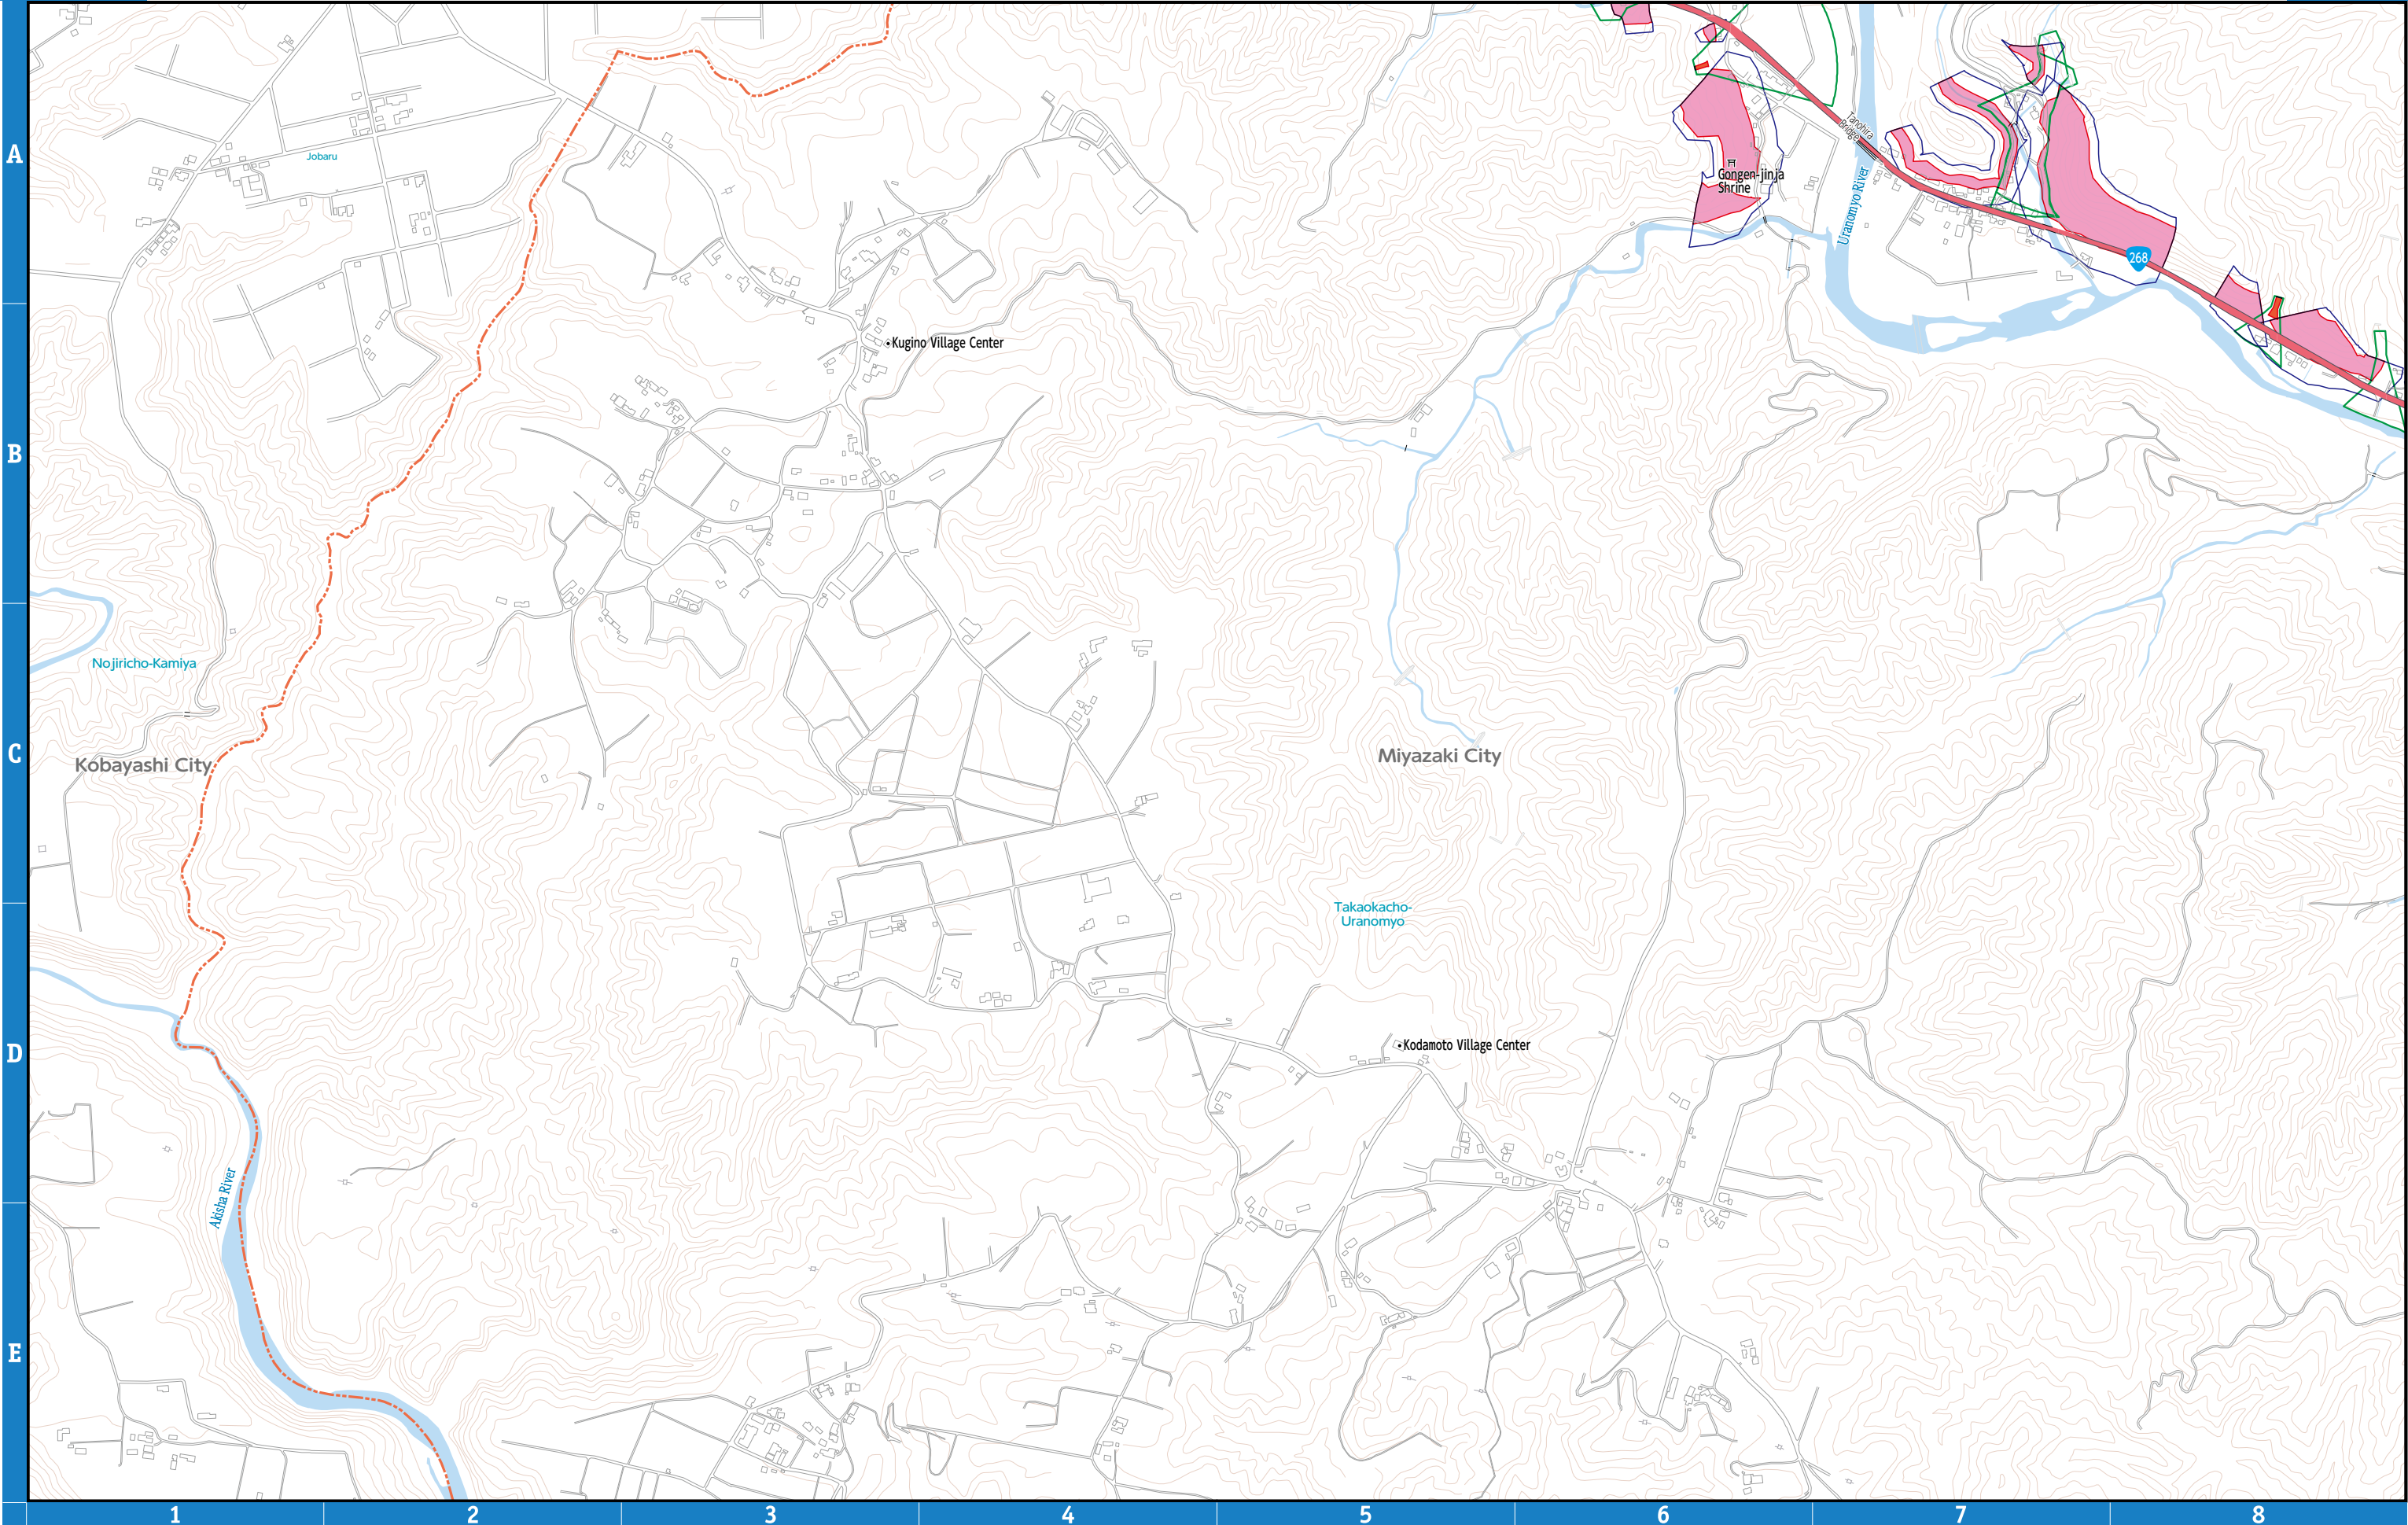 A
Jobaru
Tanohira
Bridge
Gongen-jinja
Shrine
Uranomyo River
268
Kugino Village Center
B
Nojiricho-Kamiya
C
Kobayashi City
Miyazaki City
Takaokacho-
Uranomyo
D
Kodamoto Village Center
Akisha River
E
1
2
3
4
5
6
7
8